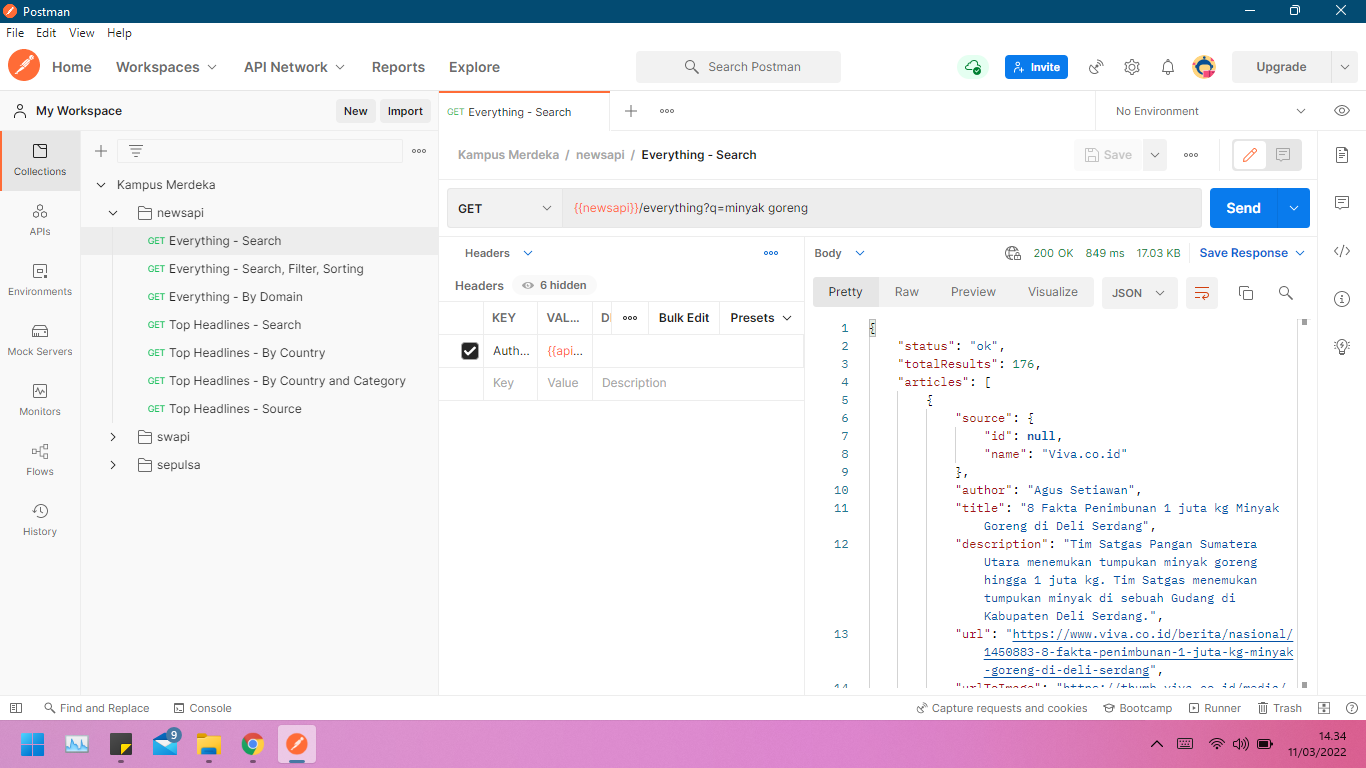 Postman
File Edit View Help
Home Workspaces API Network Reports Explore
Search Postman
Invite
Upgrade
My Workspace
New Import
GET Everything - Search
No Environment
Collections
APIs
Environments
Mock Servers
Monitors
Flows
History
Kampus Merdeka
newsapi
GET Everything - Search
GET Everything - Search, Filter, Sorting
GET Everything - By Domain
GET Top Headlines - Search
GET Top Headlines - By Country
GET Top Headlines - By Country and Category
GET Top Headlines - Source
swapi
sepulsa
Kampus Merdeka / newsapi / Everything - Search
Save
GET {{newsapi}}/everything?q=minyak goreng
Send
Headers
Headers 6 hidden
KEY VAL... DI Bulk Edit Presets
Auth... {{api...
Key Value Description
Body 200 OK 849 ms 17.03 KB Save Response
Pretty Raw Preview Visualize JSON
1 {
2 "status": "ok",
3 "totalResults": 176,
4 "articles": [
5 {
6 "source": {
7 "id": null,
8 "name": "Viva.co.id"
9 },
10 "author": "Agus Setiawan",
11 "title": "8 Fakta Penimbunan 1 juta kg Minyak
Goreng di Deli Serdang",
12 "description": "Tim Satgas Pangan Sumatera
Utara menemukan tumpukan minyak goreng
hingga 1 juta kg. Tim Satgas menemukan
tumpukan minyak di sebuah Gudang di
Kabupaten Deli Serdang.",
13 "url": "https://www.viva.co.id/berita/nasional/
1450883-8-fakta-penimbunan-1-juta-kg-minyak
-goreng-di-deli-serdang",
14 "urlToImage": "https://thumb.viva.co.id/media/
Find and Replace Console
Capture requests and cookies Bootcamp Runner Trash
9
14.34
11/03/2022